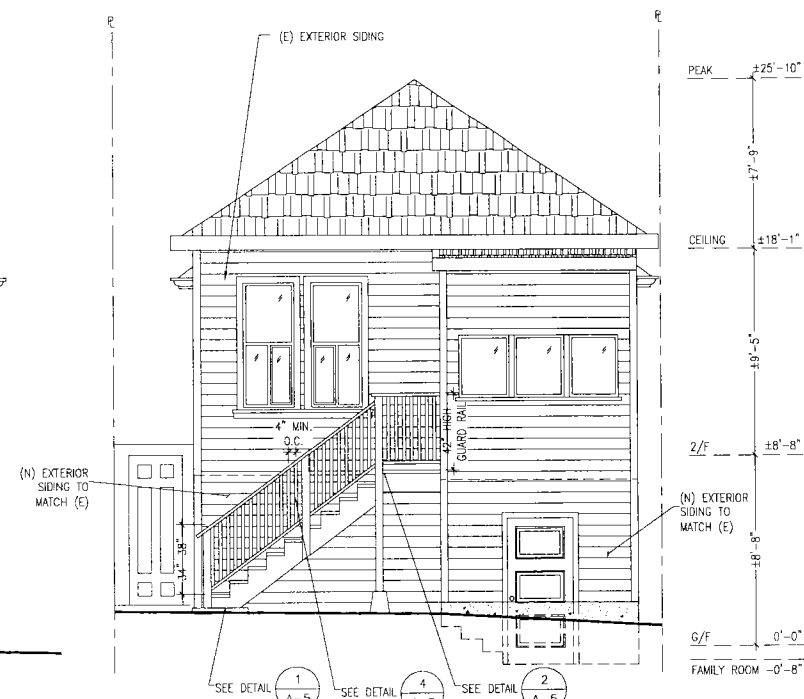 ℄
℄
(E) EXTERIOR SIDING
PEAK
±25'-10"
±7'-9"
CEILING
±18'-1"
±9'-5"
4" MIN.
O.C.
42" HIGH
GUARD RAIL
2/F
±8'-8"
(N) EXTERIOR
SIDING TO
MATCH (E)
(N) EXTERIOR
SIDING TO
MATCH (E)
34" 38"
±8'-8"
G/F
0'-0"
FAMILY ROOM -0'-8"
SEE DETAIL
1
A-5
SEE DETAIL
4
SEE DETAIL
2
A-5